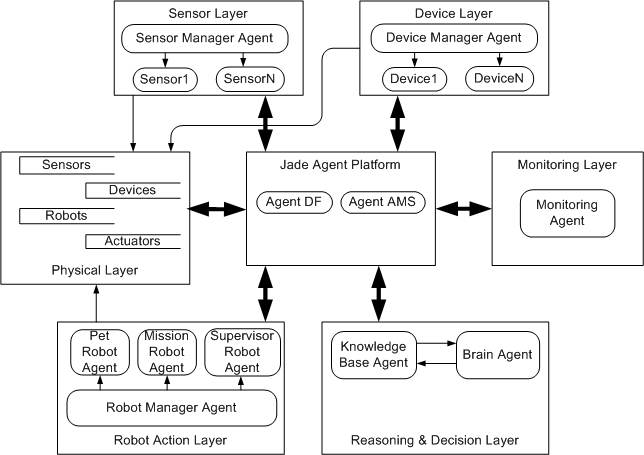 Sensor Layer
Sensor Manager Agent
Sensor1
SensorN
Device Layer
Device Manager Agent
Device1
DeviceN
Sensors
Devices
Robots
Actuators
Physical Layer
Jade Agent Platform
Agent DF
Agent AMS
Monitoring Layer
Monitoring
Agent
Pet
Robot
Agent
Mission
Robot
Agent
Supervisor
Robot
Agent
Robot Manager Agent
Robot Action Layer
Knowledge
Base Agent
Brain Agent
Reasoning & Decision Layer